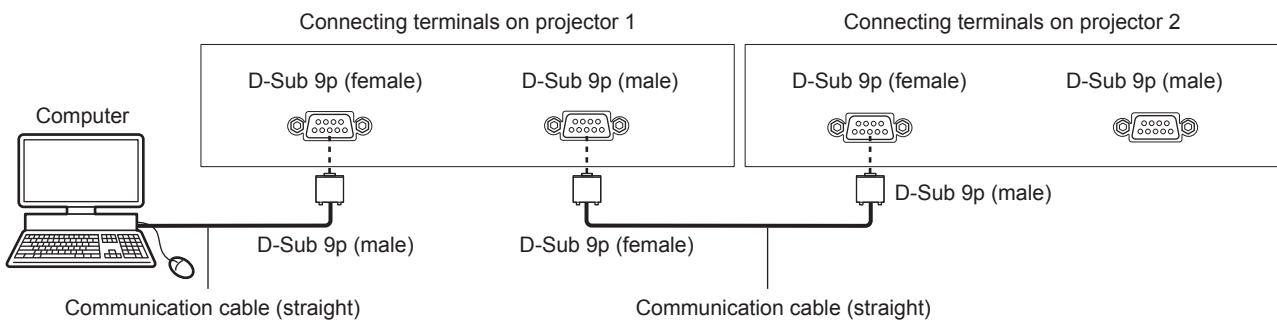 Connecting terminals on projector 1
Connecting terminals on projector 2
D-Sub 9p (female)
D-Sub 9p (male)
D-Sub 9p (female)
D-Sub 9p (male)
Computer
D-Sub 9p (male)
D-Sub 9p (male)
D-Sub 9p (female)
Communication cable (straight)
Communication cable (straight)